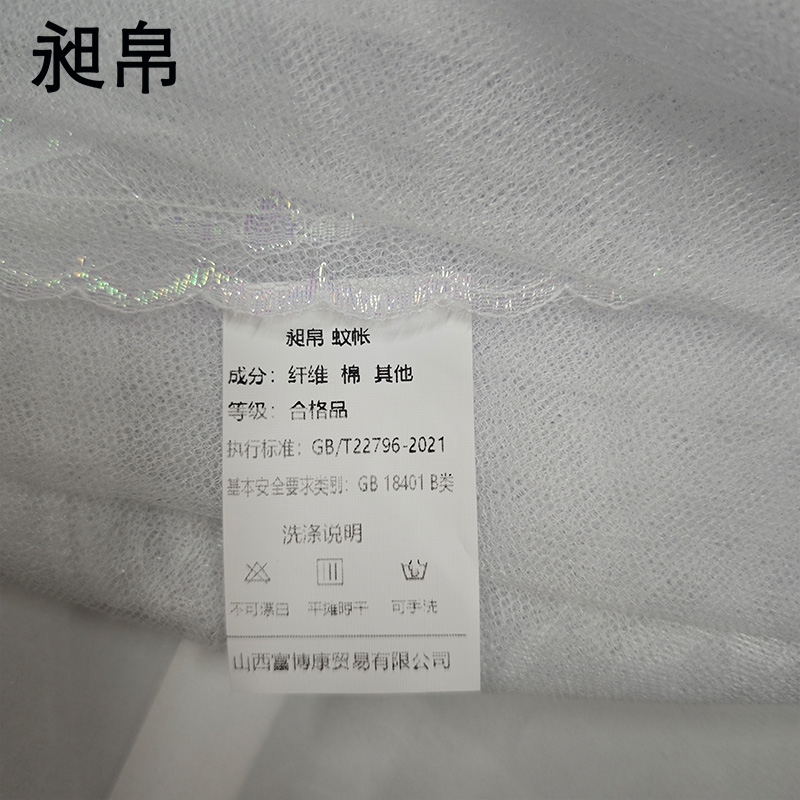 昶帛
昶帛 蚊帐
成分：纤维 棉 其他
等级：合格品
执行标准：GB/T22796-2021
基本安全要求类别：GB 18401 B类
洗涤说明
不可漂白 平摊晾干 可手洗
山西富博康贸易有限公司